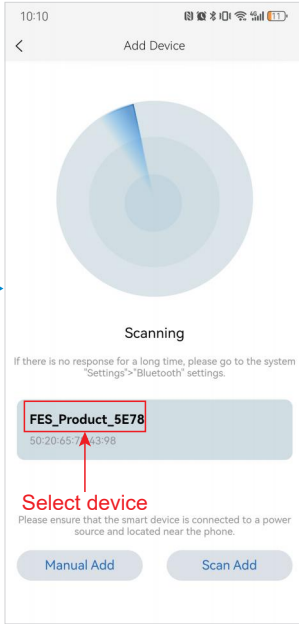 10:10
11
Add Device
Scanning
If there is no response for a long time, please go to the system
"Settings">"Bluetooth" settings.
FES_Product_5E78
50:20:65:7 43:98
Select device
Please ensure that the smart device is connected to a power
source and located near the phone.
Manual Add
Scan Add